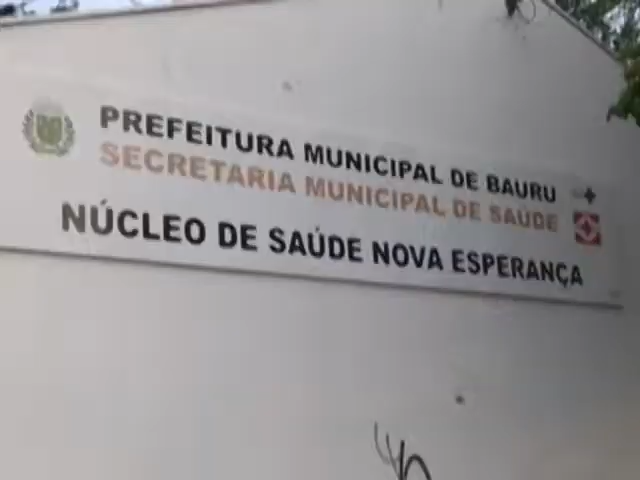 PREFEITURA MUNICIPAL DE BAURU
SECRETARIA MUNICIPAL DE SAÚDE
NÚCLEO DE SAÚDE NOVA ESPERANÇA